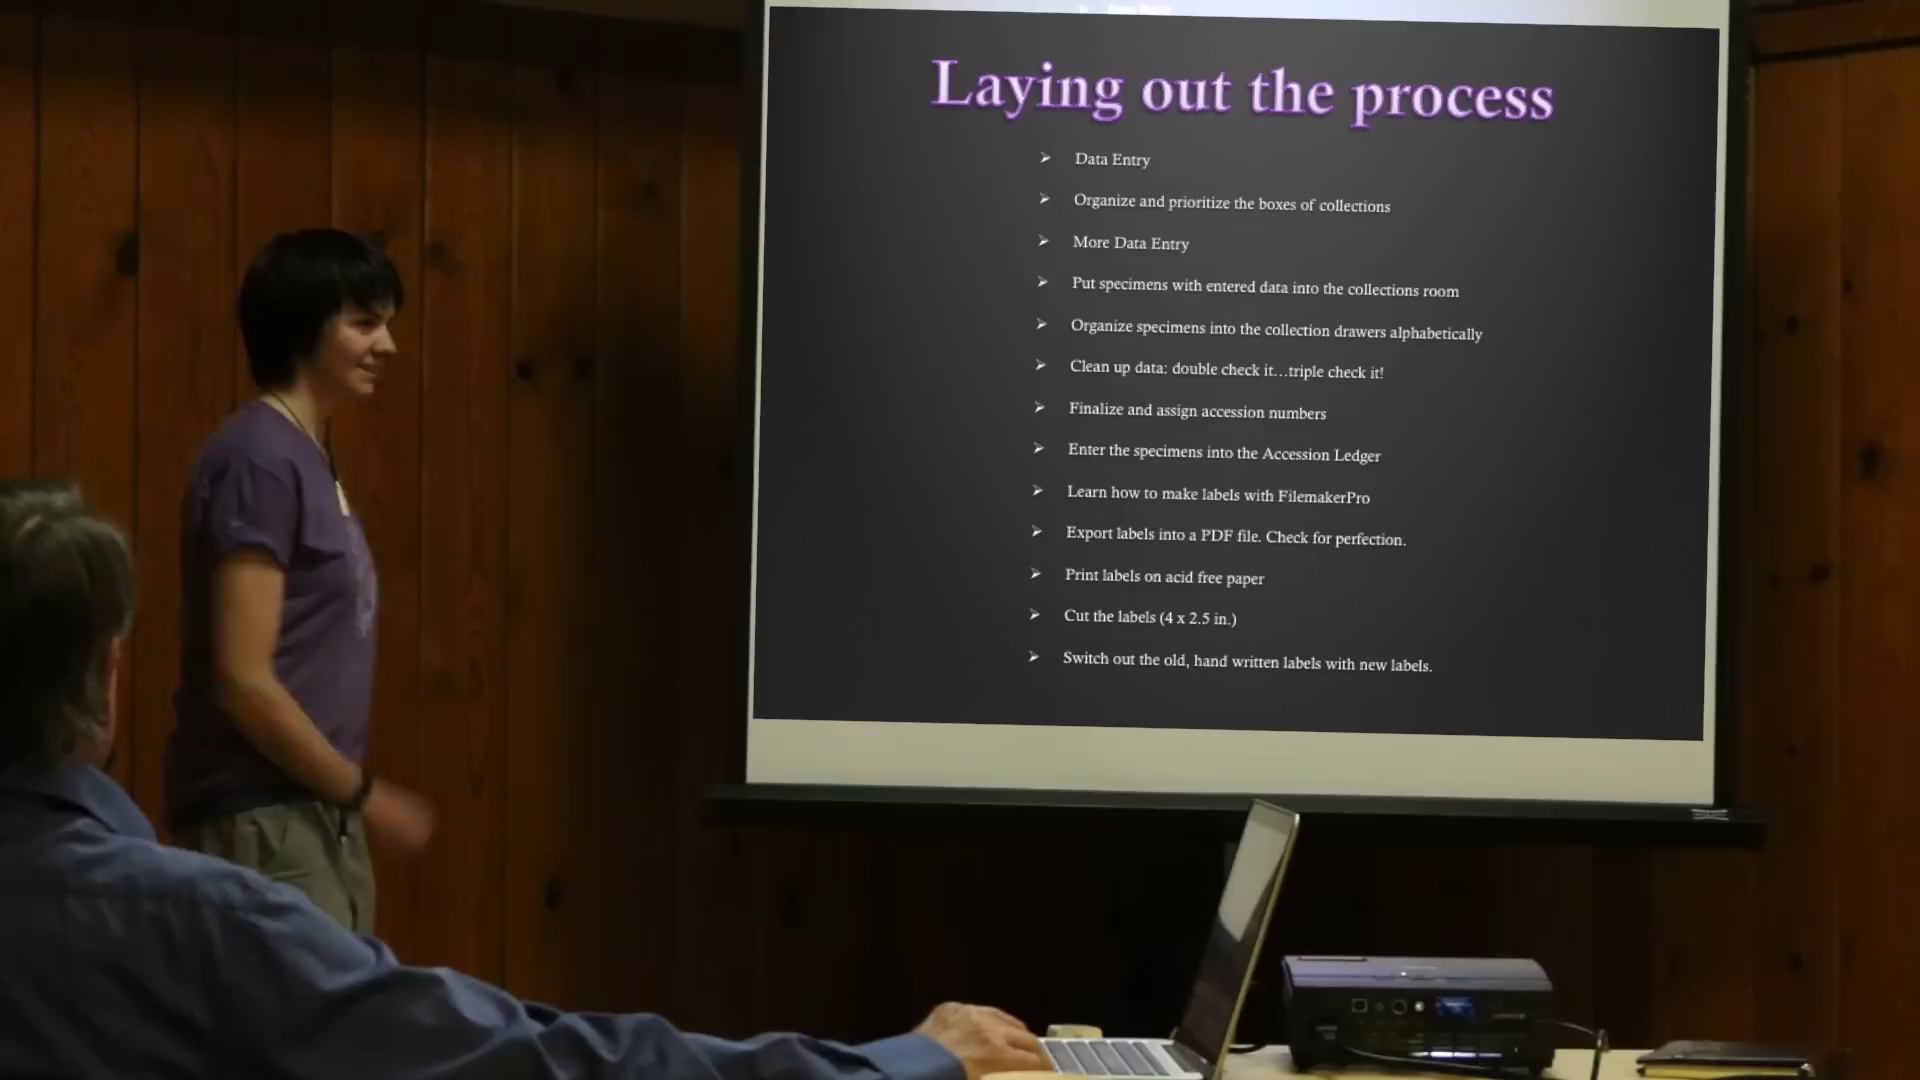 Laying out the process
Data Entry
Organize and prioritize the boxes of collections
More Data Entry
Put specimens with entered data into the collections room
Organize specimens into the collection drawers alphabetically
Clean up data: double check it...triple check it!
Finalize and assign accession numbers
Enter the specimens into the Accession Ledger
Learn how to make labels with FilemakerPro
Export labels into a PDF file. Check for perfection.
Print labels on acid free paper
Cut the labels (4 x 2.5 in.)
Switch out the old, hand written labels with new labels.